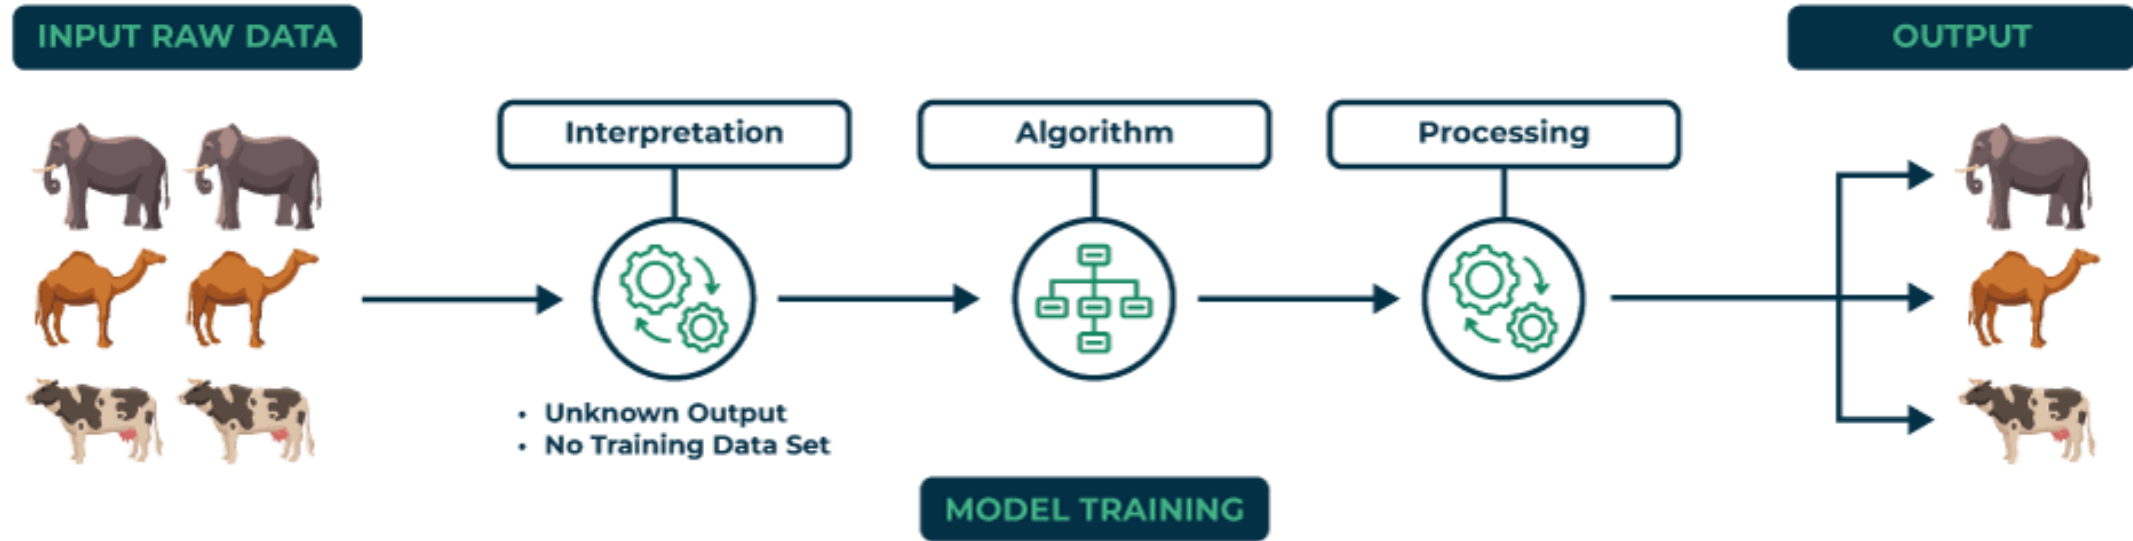 INPUT RAW DATA
OUTPUT
Interpretation
Algorithm
Processing
• Unknown Output
• No Training Data Set
MODEL TRAINING